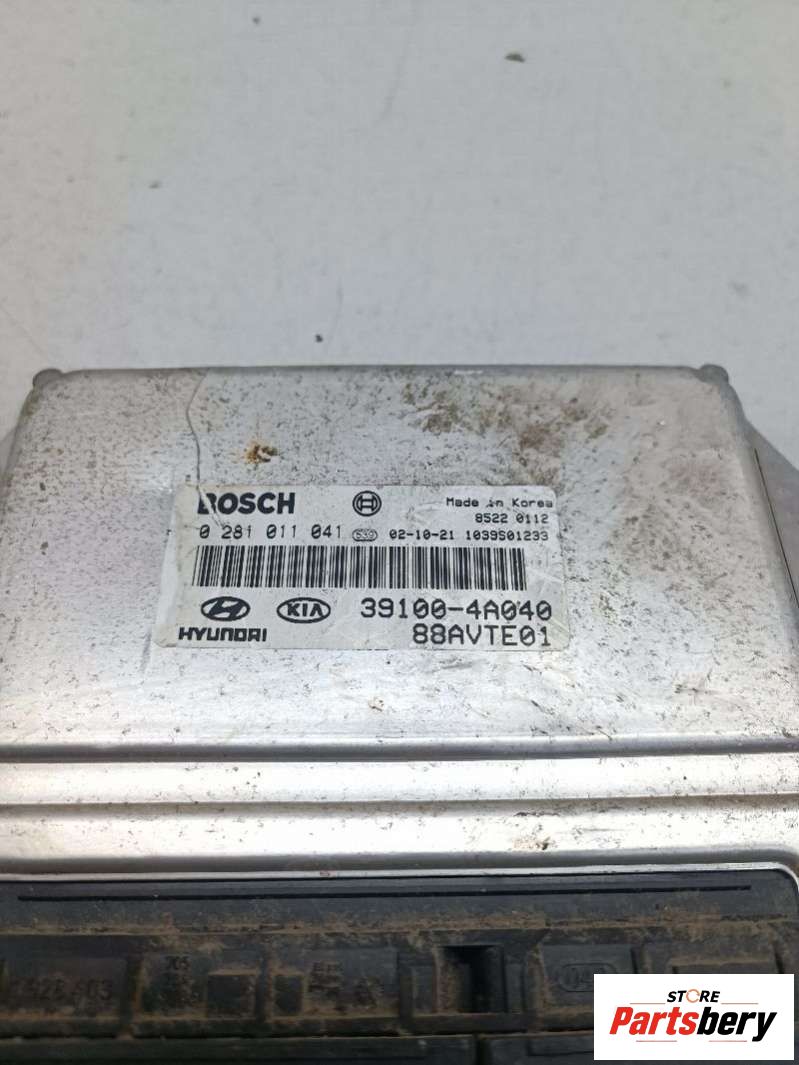 BOSCH
Made in Korea
8522 0112
0 281 011 041 02-10-21 1039S01233
39100-4A040
KIA
HYUNDAI
88AVTE01
STORE
Partsbery